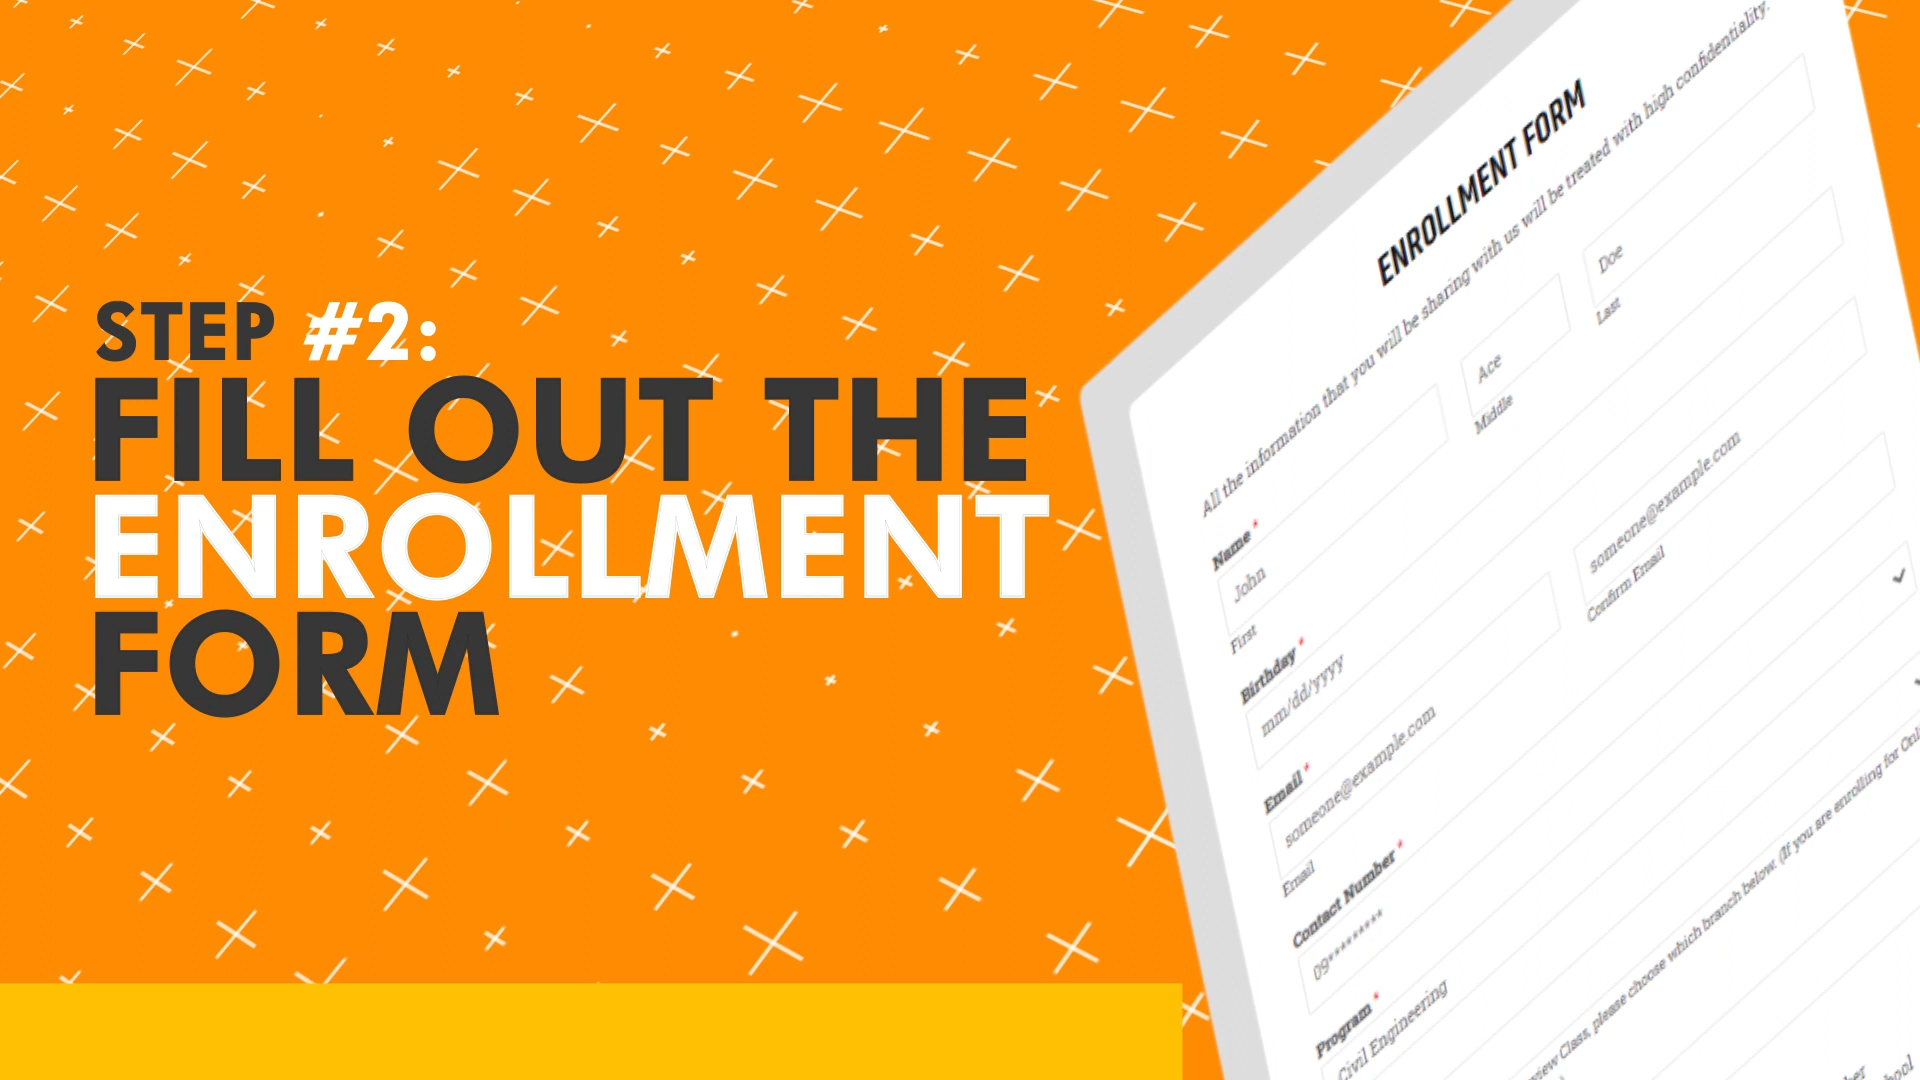 STEP #2:
FILL OUT THE
ENROLLMENT
FORM
ENROLLMENT FORM
All the information that you will be sharing with us will be treated with high confidentiality.
Name *
John
Ace
Doe
First
Middle
Last
Birthday *
mm/dd/yyyy
Email *
someone@example.com
someone@example.com
Email
Confirm Email
Contact Number *
09*********
Program *
Civil Engineering
Class, please choose which branch below. (If you are enrolling for